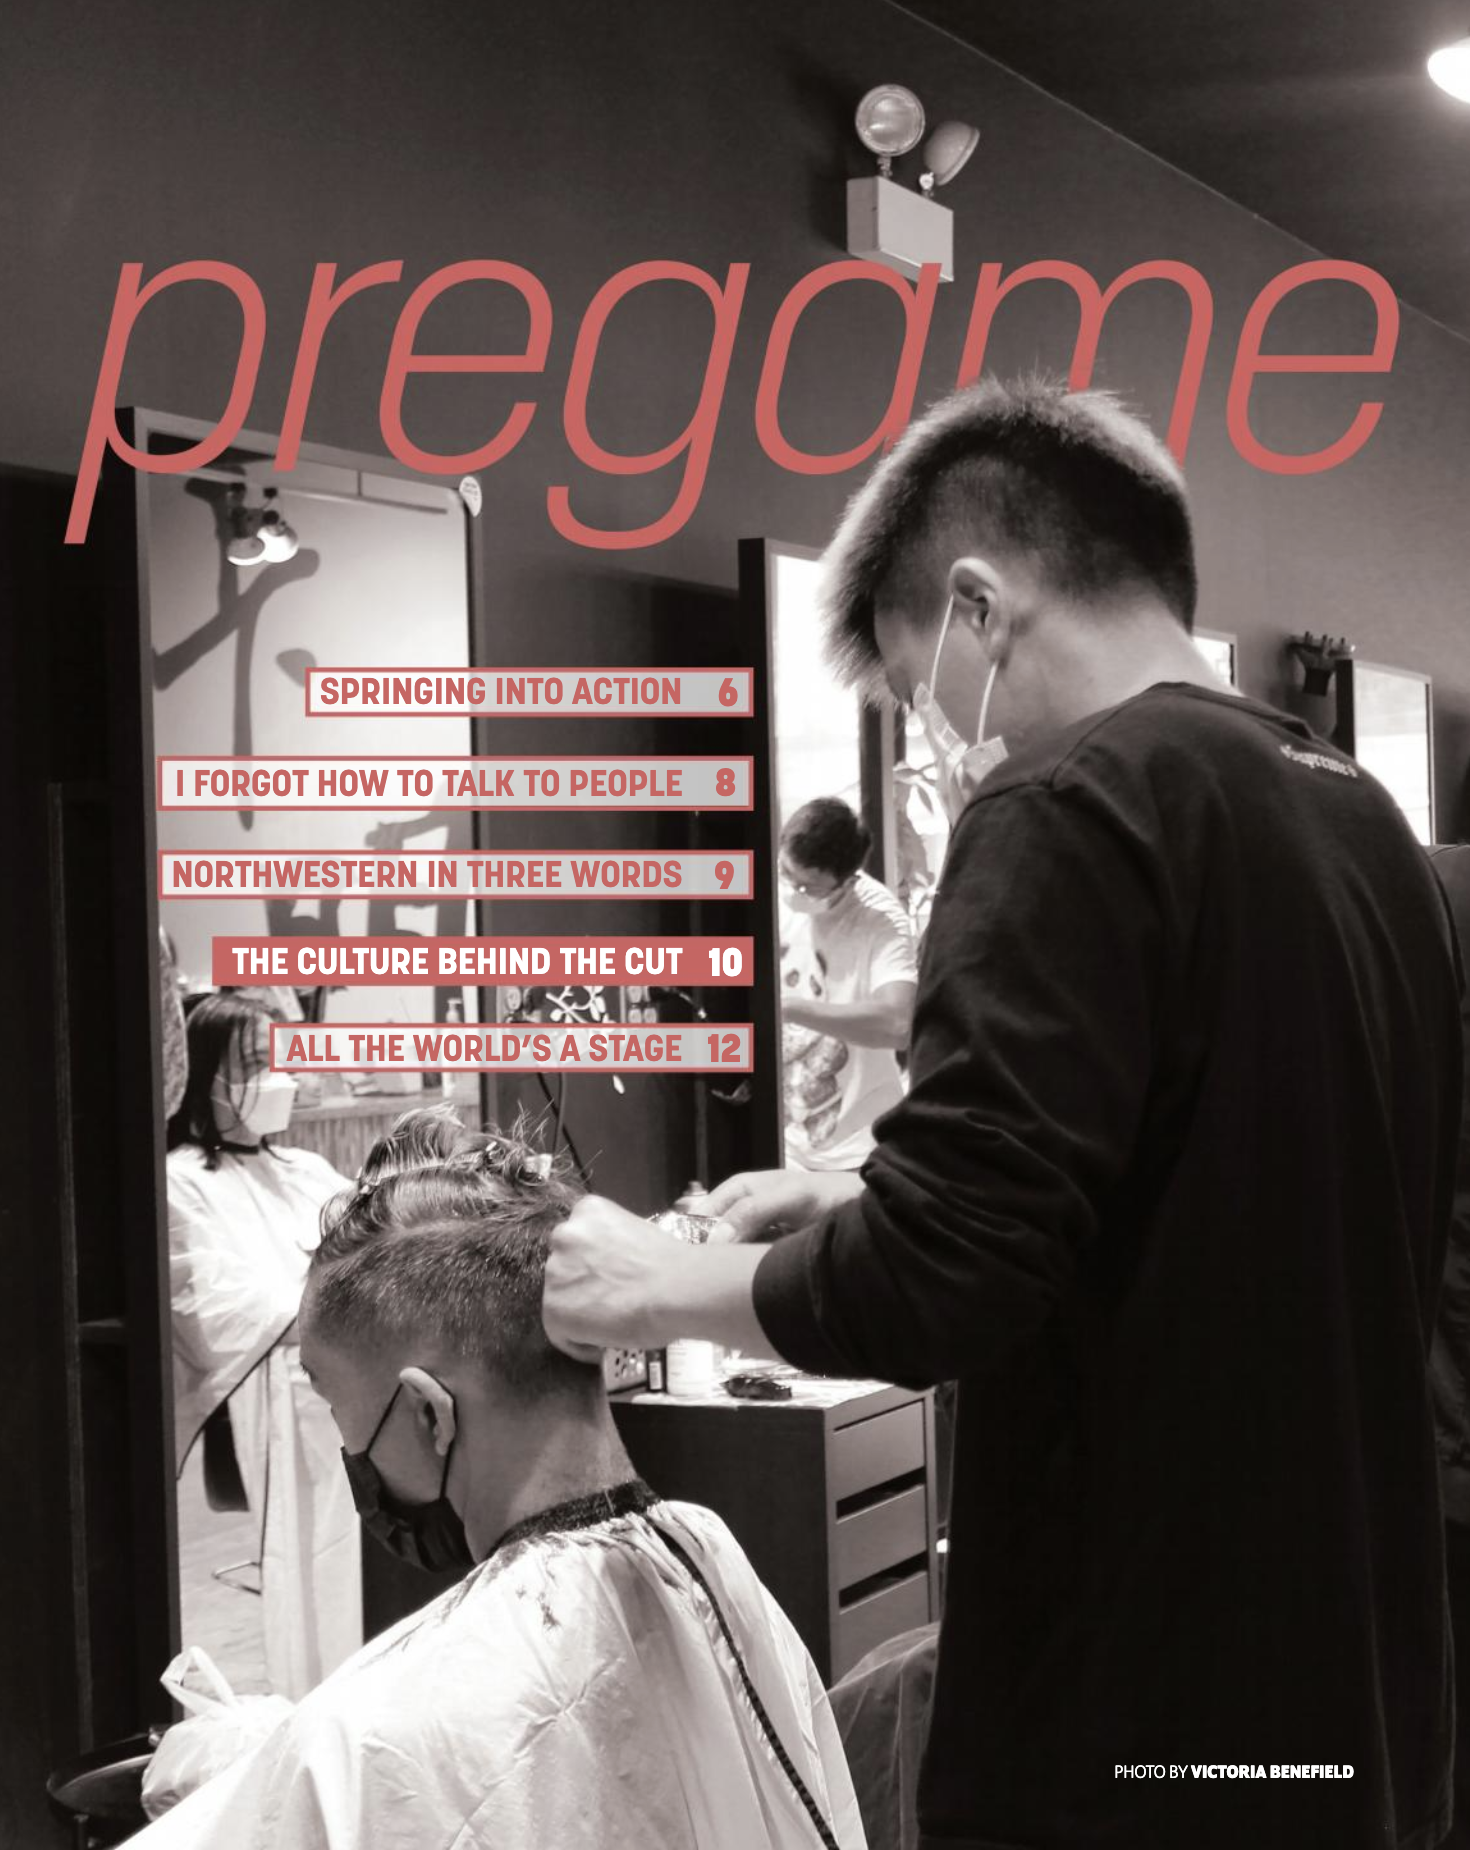 pregame
SPRINGING INTO ACTION 6
I FORGOT HOW TO TALK TO PEOPLE 8
NORTHWESTERN IN THREE WORDS 9
THE CULTURE BEHIND THE CUT 10
ALL THE WORLD'S A STAGE 12
Supreme
PHOTO BY VICTORIA BENEFIELD